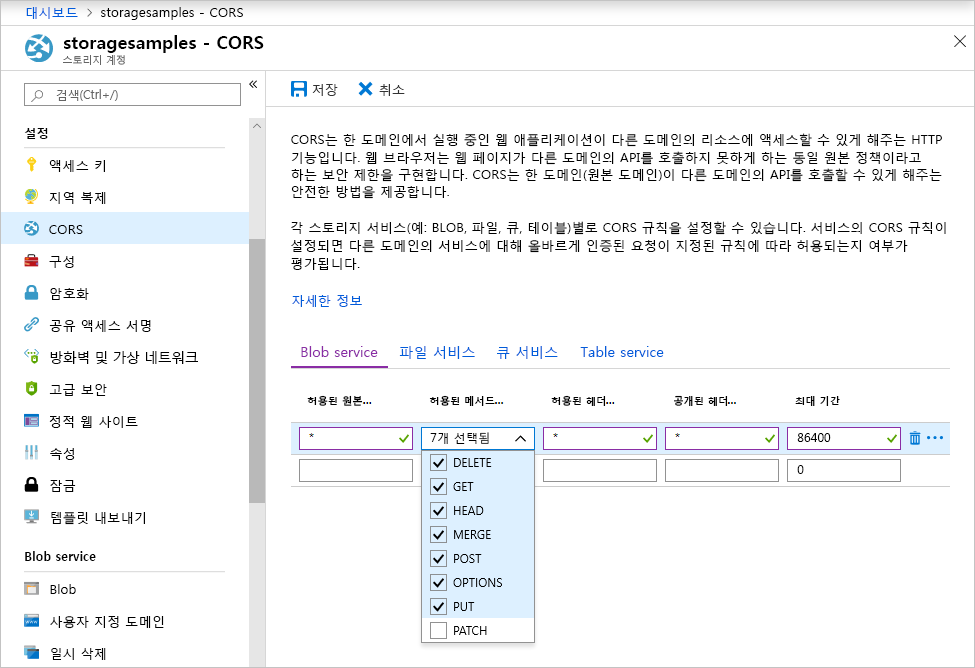 대시보드 > storagesamples - CORS
storagesamples - CORS
스토리지 계정
검색(Ctrl+/)
«
설정
액세스 키
지역 복제
CORS
구성
암호화
공유 액세스 서명
방화벽 및 가상 네트워크
고급 보안
정적 웹 사이트
속성
잠금
템플릿 내보내기
Blob service
Blob
사용자 지정 도메인
일시 삭제
저장 취소
CORS는 한 도메인에서 실행 중인 웹 애플리케이션이 다른 도메인의 리소스에 액세스할 수 있게 해주는 HTTP
기능입니다. 웹 브라우저는 웹 페이지가 다른 도메인의 API를 호출하지 못하게 하는 동일 원본 정책이라고
하는 보안 제한을 구현합니다. CORS는 한 도메인(원본 도메인)이 다른 도메인의 API를 호출할 수 있게 해주는
안전한 방법을 제공합니다.
각 스토리지 서비스(예: BLOB, 파일, 큐, 테이블)별로 CORS 규칙을 설정할 수 있습니다. 서비스의 CORS 규칙이
설정되면 다른 도메인의 서비스에 대해 올바르게 인증된 요청이 지정된 규칙에 따라 허용되는지 여부가
평가됩니다.
자세한 정보
Blob service 파일 서비스 큐 서비스 Table service
허용된 원본... 허용된 메서드... 허용된 헤더... 공개된 헤더... 최대 기간
* 7개 선택됨 * * 86400
0
DELETE
GET
HEAD
MERGE
POST
OPTIONS
PUT
PATCH